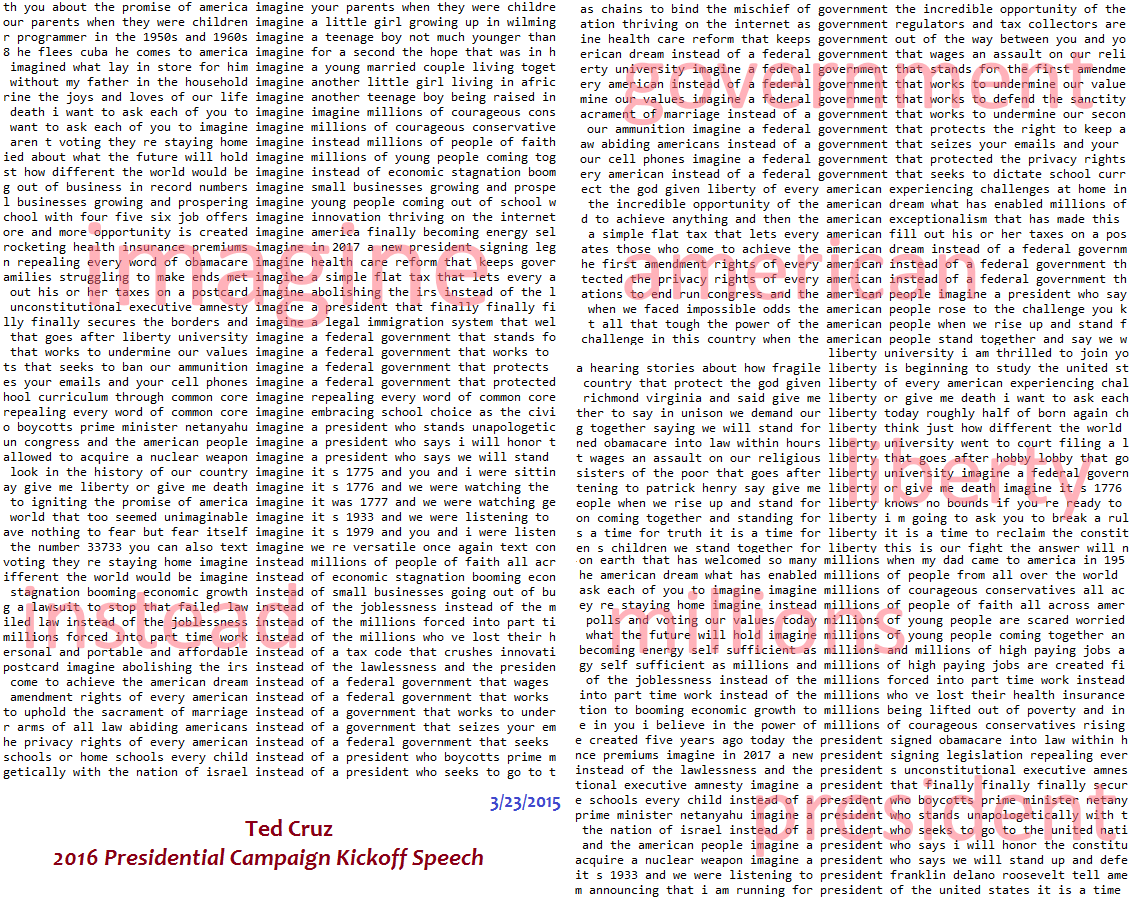 th you about the promise of america imagine your parents when they were childre
our parents when they were children imagine a little girl growing up in wilming
r programmer in the 1950s and 1960s imagine a teenage boy not much younger than
8 he flees cuba he comes to america imagine for a second the hope that was in h
imagined what lay in store for him imagine a young married couple living toget
without my father in the household imagine another little girl living in afric
rine the joys and loves of our life imagine another teenage boy being raised in
death i want to ask each of you to imagine imagine millions of courageous cons
want to ask each of you to imagine imagine millions of courageous conservative
aren t voting they re staying home imagine instead millions of people of faith
ied about what the future will hold imagine millions of young people coming tog
st how different the world would be imagine instead of economic stagnation boom
g out of business in record numbers imagine small businesses growing and prospe
l businesses growing and prospering imagine young people coming out of school w
chool with four five six job offers imagine innovation thriving on the internet
ore and more opportunity is created imagine america finally becoming energy sel
rocketing health insurance premiums imagine in 2017 a new president signing leg
n repealing every word of obamacare imagine health care reform that keeps gover
amilies struggling to make ends met imagine a simple flat tax that lets every a
out his or her taxes on a postcard imagine abolishing the irs instead of the l
unconstitutional executive amnesty imagine a president that finally finally fi
lly finally secures the borders and imagine a legal immigration system that wel
that goes after liberty university imagine a federal government that stands fo
that works to undermine our values imagine a federal government that works to
ts that seeks to ban our ammunition imagine a federal government that protects
es your emails and your cell phones imagine a federal government that protected
hool curriculum through common core imagine repealing every word of common core
repealing every word of common core imagine embracing school choice as the civi
o boycotts prime minister netanyahu imagine a president who stands unapologetic
un congress and the american people imagine a president who says i will honor t
allowed to acquire a nuclear weapon imagine a president who says we will stand
look in the history of our country imagine it s 1775 and you and i were sittin
ay give me liberty or give me death imagine it s 1776 and we were watching the
to igniting the promise of america imagine it was 1777 and we were watching ge
world that too seemed unimaginable imagine it s 1933 and we were listening to
ave nothing to fear but fear itself imagine it s 1979 and you and i were listen
the number 33733 you can also text imagine we re versatile once again text con
voting they re staying home imagine instead millions of people of faith all acr
ifferent the world would be imagine instead of economic stagnation booming econ
stagnation booming economic growth instead of small businesses going out of bu
g a lawsuit to stop that failed law instead of the joblessness instead of the m
iled law instead of the joblessness instead of the millions forced into part ti
millions forced into part time work instead of the millions who ve lost their h
ersonal and portable and affordable instead of a tax code that crushes innovati
postcard imagine abolishing the irs instead of the lawlessness and the presiden
come to achieve the american dream instead of a federal government that wages
amendment rights of every american instead of a federal government that works
to uphold the sacrament of marriage instead of a government that works to under
r arms of all law abiding americans instead of a government that seizes your em
he privacy rights of every american instead of a federal government that seeks
schools or home schools every child instead of a president who boycotts prime m
getically with the nation of israel instead of a president who seeks to go to t
imagine
instead
3/23/2015
Ted Cruz
2016 Presidential Campaign Kickoff Speech
as chains to bind the mischief of government the incredible opportunity of the
ation thriving on the internet as government regulators and tax collectors are
ine health care reform that keeps government out of the way between you and yo
erican dream instead of a federal government that wages an assault on our reli
erty university imagine a federal government that stands for the first amendme
ery american instead of a federal government that works to undermine our value
mine our values imagine a federal government that works to defend the sanctity
acrament of marriage instead of a government that works to undermine our secon
our ammunition imagine a federal government that protects the right to keep a
aw abiding americans instead of a government that seizes your emails and your
our cell phones imagine a federal government that protected the privacy rights
ery american instead of a federal government that seeks to dictate school curr
ect the god given liberty of every american experiencing challenges at home in
the incredible opportunity of the american dream what has enabled millions of
d to achieve anything and then the american exceptionalism that has made this
a simple flat tax that lets every american fill out his or her taxes on a pos
ates those who come to achieve the american dream instead of a federal governm
he first amendment rights of every american instead of a federal government th
tected the privacy rights of every american instead of a federal government th
ations to end run congress and the american people imagine a president who say
when we faced impossible odds the american people rose to the challenge you k
t all that tough the power of the american people when we rise up and stand f
challenge in this country when the american people stand together and say we w
liberty university i am thrilled to join yo
a hearing stories about how fragile liberty is beginning to study the united st
country that protect the god given liberty of every american experiencing chal
richmond virginia and said give me liberty or give me death i want to ask each
ther to say in unison we demand our liberty today roughly half of born again ch
g together saying we will stand for liberty think just how different the world
ned obamacare into law within hours liberty university went to court filing a l
t wages an assault on our religious liberty that goes after hobby lobby that go
sisters of the poor that goes after liberty university imagine a federal govern
tening to patrick henry say give me liberty or give me death imagine it s 1776
eople when we rise up and stand for liberty knows no bounds if you re ready to
on coming together and standing for liberty i m going to ask you to break a rul
s a time for truth it is a time for liberty it is a time to reclaim the constit
en s children we stand together for liberty this is our fight the answer will n
on earth that has welcomed so many millions when my dad came to america in 195
he american dream what has enabled millions of people from all over the world
ask each of you to imagine imagine millions of courageous conservatives all ac
ey re staying home imagine instead millions of people of faith all across amer
polls and voting our values today millions of young people are scared worried
what the future will hold imagine millions of young people coming together an
becoming energy self sufficient as millions and millions of high paying jobs a
gy self sufficient as millions and millions of high paying jobs are created fi
of the joblessness instead of the millions forced into part time work instead
into part time work instead of the millions who ve lost their health insurance
tion to booming economic growth to millions being lifted out of poverty and in
e in you i believe in the power of millions of courageous conservatives rising
e created five years ago today the president signed obamacare into law within h
nce premiums imagine in 2017 a new president signing legislation repealing ever
instead of the lawlessness and the president s unconstitutional executive amnes
tional executive amnesty imagine a president that finally finally finally secur
e schools every child instead of a president who boycotts prime minister netany
prime minister netanyahu imagine a president who stands unapologetically with t
the nation of israel instead of a president who seeks to go to the united nati
and the american people imagine a president who says i will honor the constitu
acquire a nuclear weapon imagine a president who says we will stand up and defe
it s 1933 and we were listening to president franklin delano roosevelt tell ame
m announcing that i am running for president of the united states it is a time
government
american
liberty
millions
president